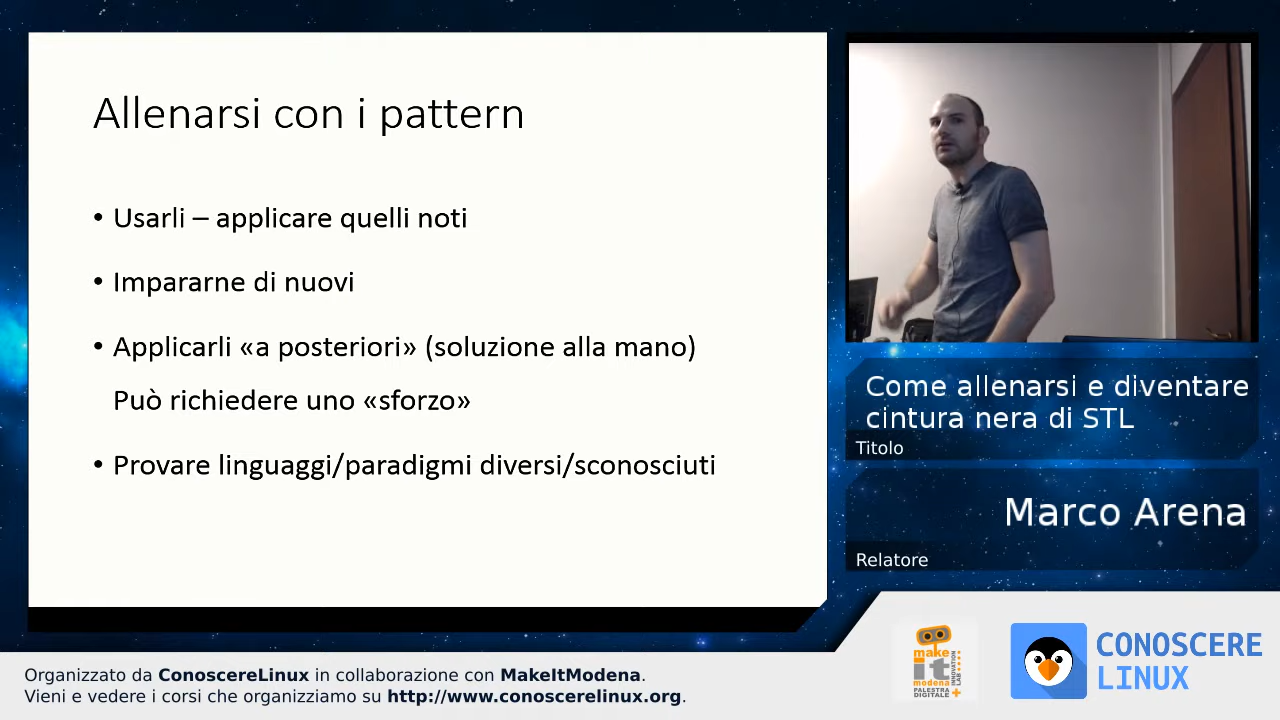 Allenarsi con i pattern
• Usarli – applicare quelli noti
• Impararne di nuovi
• Applicarli «a posteriori» (soluzione alla mano)
Può richiedere uno «sforzo»
• Provare linguaggi/paradigmi diversi/sconosciuti
Come allenarsi e diventare
cintura nera di STL
Titolo
Marco Arena
Relatore
make
it
modena
PALESTRA
DIGITALE
INNOVATION
LAB
CONOSCERE
LINUX
Organizzato da ConoscereLinux in collaborazione con MakeItModena.
Vieni e vedere i corsi che organizziamo su http://www.conoscerelinux.org.